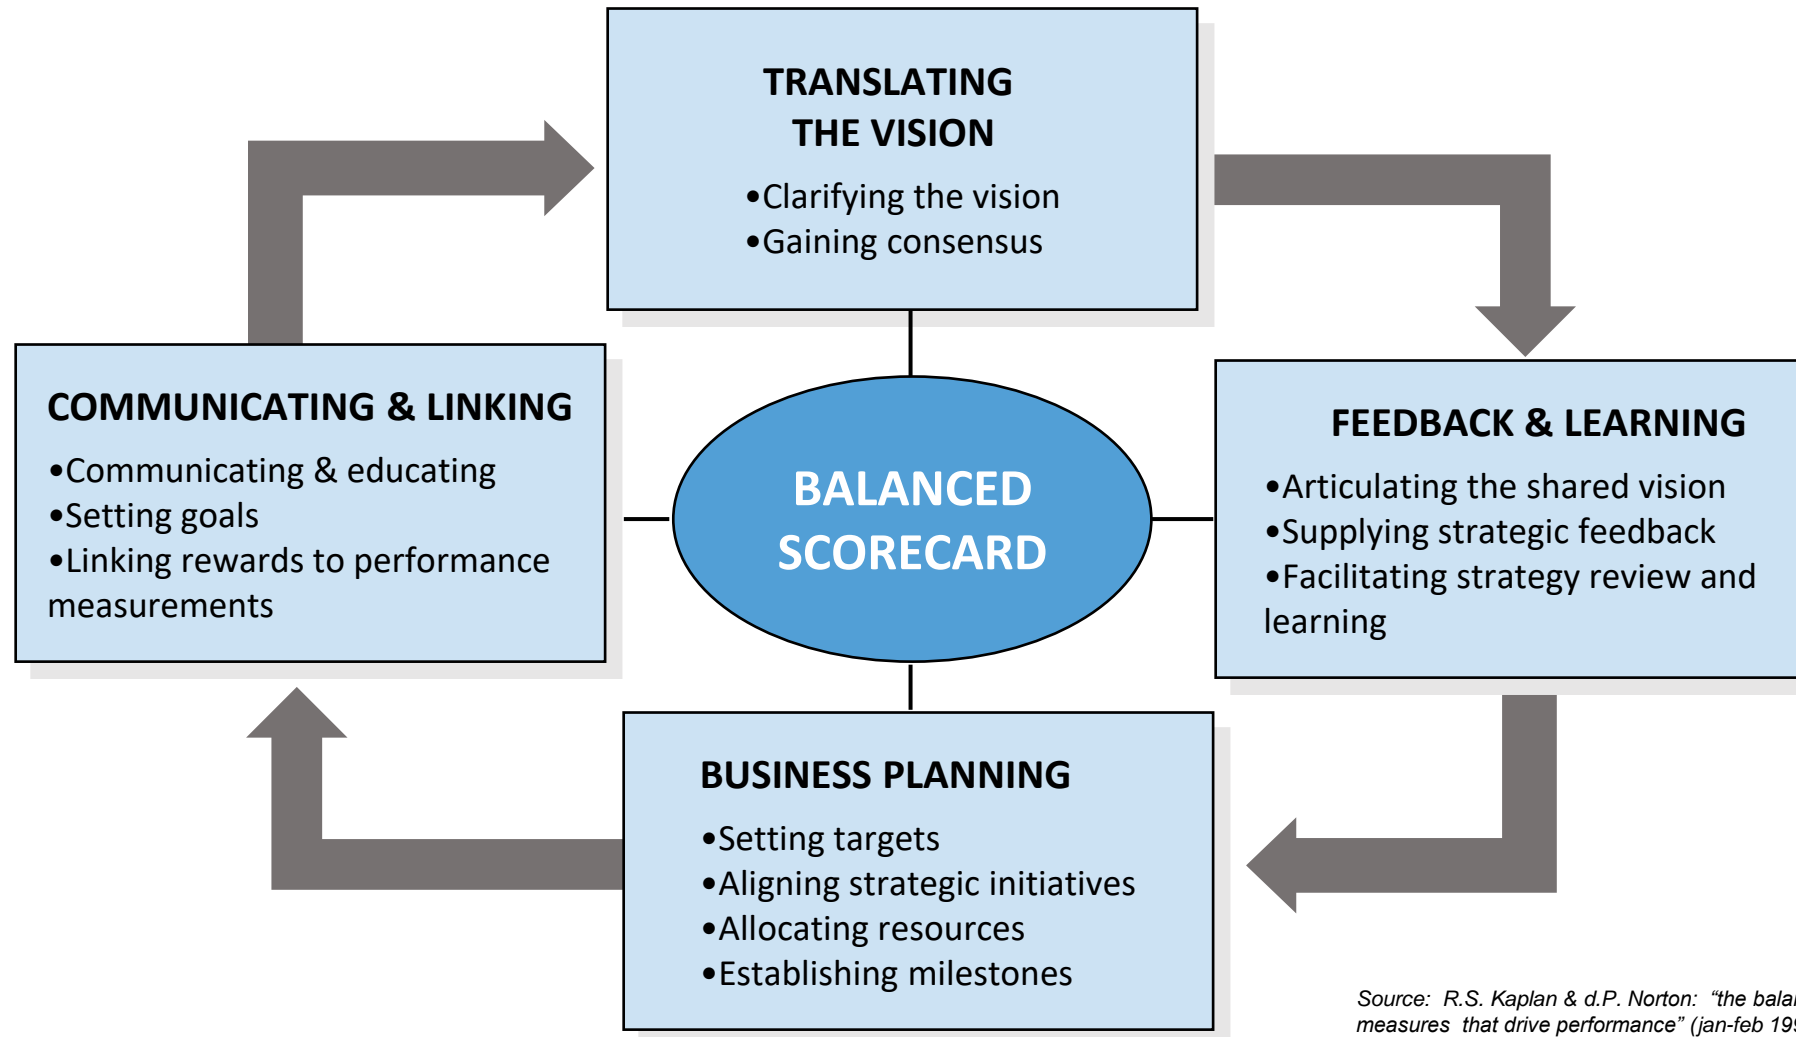 TRANSLATING
THE VISION
•Clarifying the vision
•Gaining consensus
COMMUNICATING & LINKING
•Communicating & educating
•Setting goals
•Linking rewards to performance
measurements
BALANCED
SCORECARD
FEEDBACK & LEARNING
•Articulating the shared vision
•Supplying strategic feedback
•Facilitating strategy review and
learning
BUSINESS PLANNING
•Setting targets
•Aligning strategic initiatives
•Allocating resources
•Establishing milestones
Source: R.S. Kaplan & d.P. Norton: “the
measures that drive performance” (jan-feb